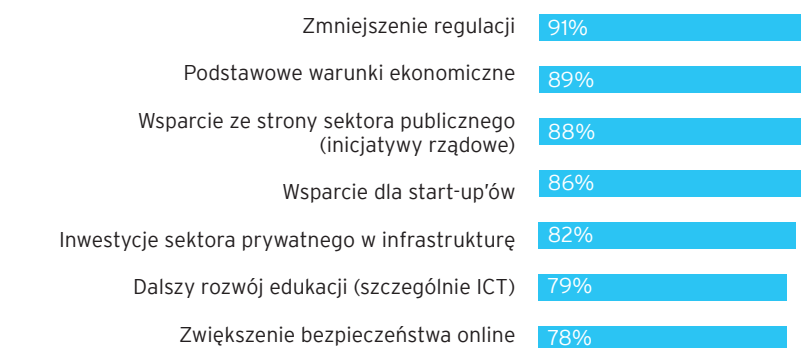 Zmniejszenie regulacji 91%
Podstawowe warunki ekonomiczne 89%
Wsparcie ze strony sektora publicznego
(inicjatywy rządowe) 88%
Wsparcie dla start-up'ów 86%
Inwestycje sektora prywatnego w infrastrukturę 82%
Dalszy rozwój edukacji (szczególnie ICT) 79%
Zwiększenie bezpieczeństwa online 78%